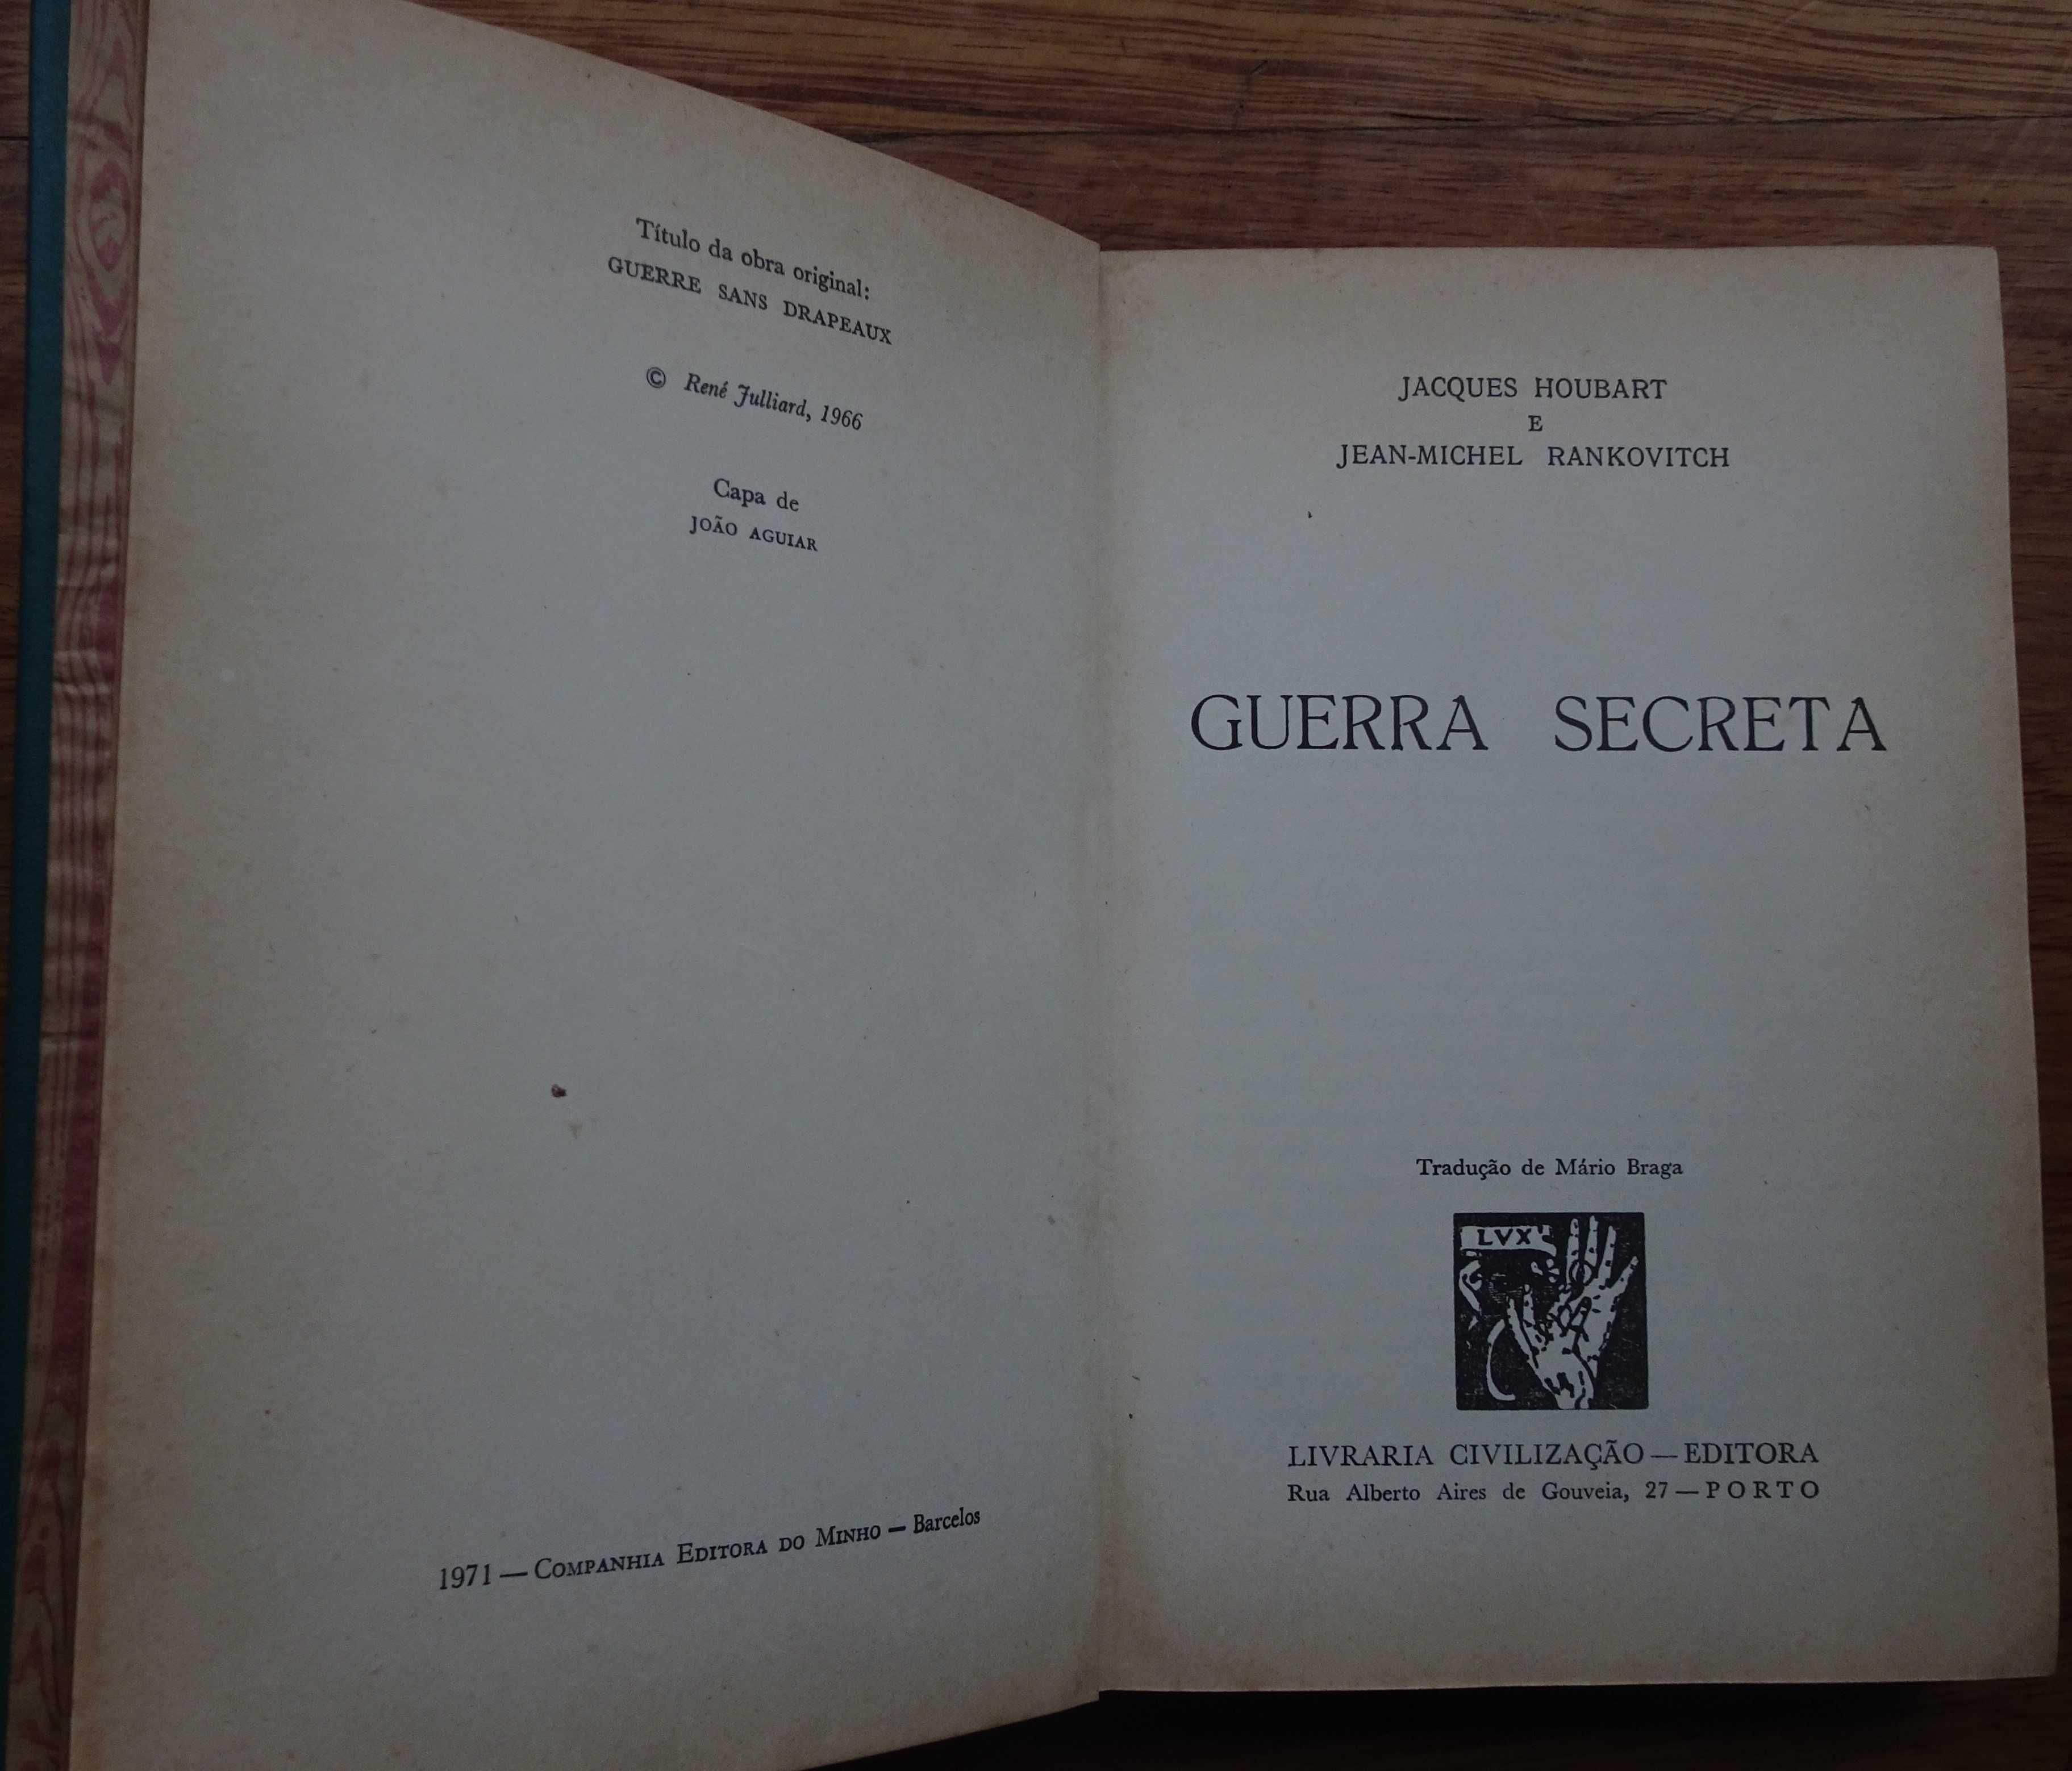 Título da obra original:
GUERRE SANS DRAPEAUX
© René Julliard, 1966
Capa de
JOÃO AGUIAR
1971 — COMPANHIA EDITORA DO MINHO — Barcelos
JACQUES HOUBART
E
JEAN-MICHEL RANKOVITCH
GUERRA SECRETA
Tradução de Mário Braga
LVX
LIVRARIA CIVILIZAÇÃO — EDITORA
Rua Alberto Aires de Gouveia, 27 — PORTO